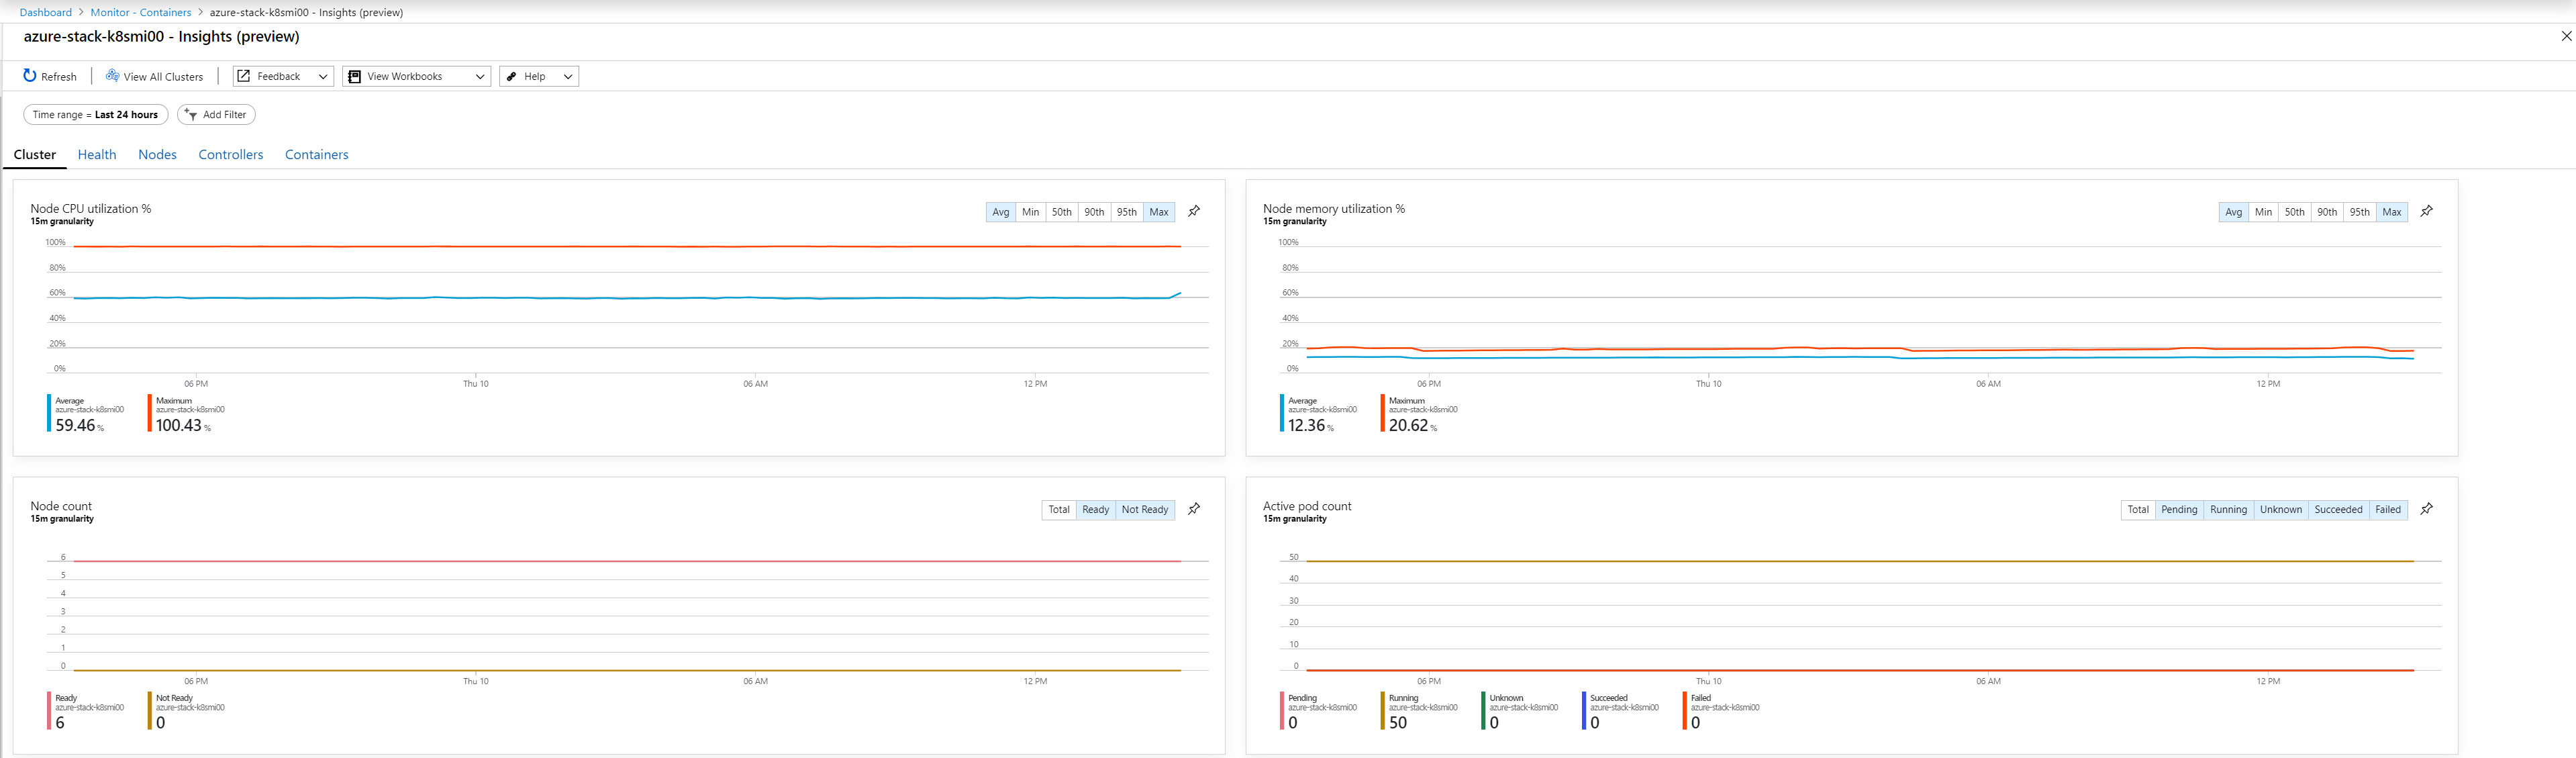 Dashboard > Monitor - Containers > azure-stack-k8smi00 - Insights (preview)
azure-stack-k8smi00 - Insights (preview)
Refresh View All Clusters Feedback View Workbooks Help
Time range = Last 24 hours Add Filter
Cluster Health Nodes Controllers Containers
Node CPU utilization %
15m granularity
Avg Min 50th 90th 95th Max
100%
80%
60%
40%
20%
0%
06 PM Thu 10 06 AM 12 PM
Average
azure-stack-k8smi00
59.46 %
Maximum
azure-stack-k8smi00
100.43 %
Node memory utilization %
15m granularity
Avg Min 50th 90th 95th Max
100%
80%
60%
40%
20%
0%
06 PM Thu 10 06 AM 12 PM
Average
azure-stack-k8smi00
12.36 %
Maximum
azure-stack-k8smi00
20.62 %
Node count
15m granularity
Total Ready Not Ready
6
5
4
3
2
1
0
06 PM Thu 10 06 AM 12 PM
Ready
azure-stack-k8smi00
6
Not Ready
azure-stack-k8smi00
0
Active pod count
15m granularity
Total Pending Running Unknown Succeeded Failed
50
40
30
20
10
0
06 PM Thu 10 06 AM 12 PM
Pending
azure-stack-k8smi00
0
Running
azure-stack-k8smi00
50
Unknown
azure-stack-k8smi00
0
Succeeded
azure-stack-k8smi00
0
Failed
azure-stack-k8smi00
0